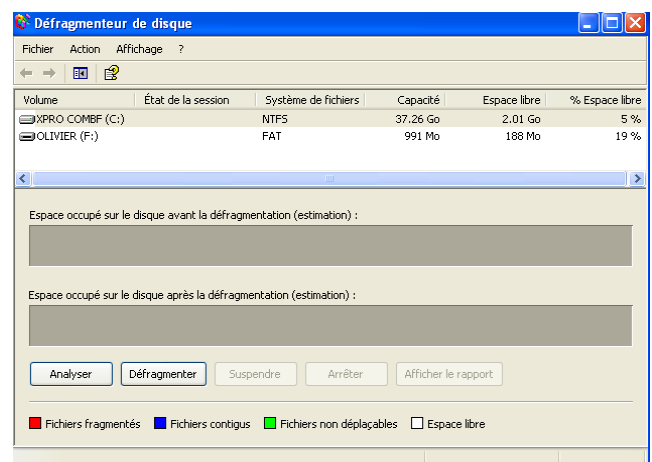 Défragmenteur de disque
Fichier Action Affichage ?
Volume État de la session Système de fichiers Capacité Espace libre % Espace libre
XPRO COMBF (C:) NTFS 37.26 Go 2.01 Go 5 %
OLIVIER (F:) FAT 991 Mo 188 Mo 19 %
Espace occupé sur le disque avant la défragmentation (estimation) :
Espace occupé sur le disque après la défragmentation (estimation) :
Analyser Défragmenter Suspendre Arrêter Afficher le rapport
Fichiers fragmentés Fichiers contigus Fichiers non déplaçables Espace libre